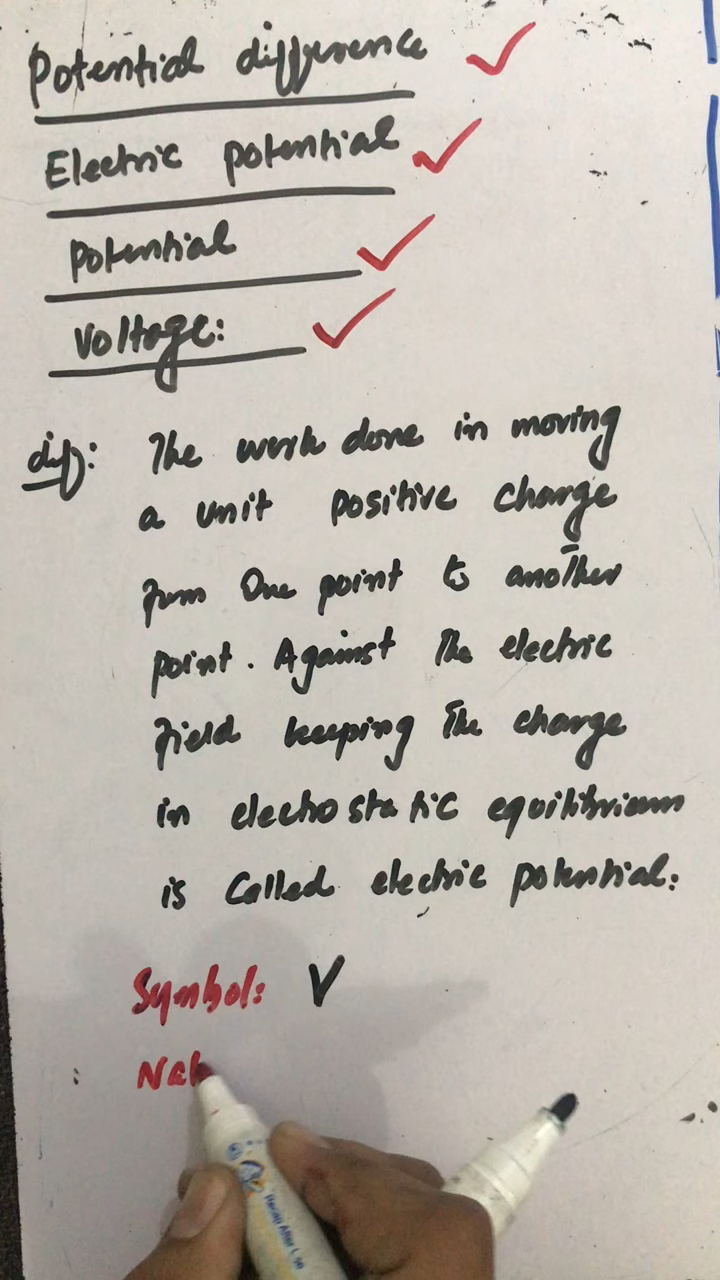 Potential difference
Electric potential
Potential
Voltage:
def: The work done in moving
a unit positive charge
from One point to another
point. Against the electric
field keeping the charge
in electrostatic equilibrium
is Called electric potential.
Symbol: V
Nat